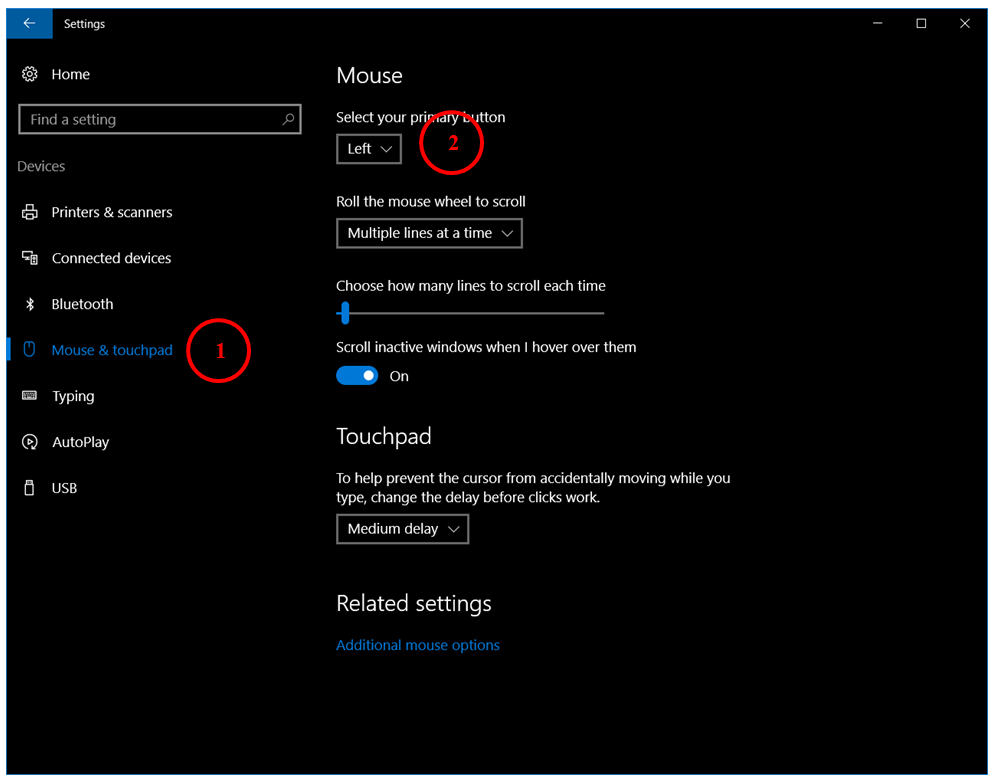 Settings
Home
Find a setting
Devices
Printers & scanners
Connected devices
Bluetooth
Mouse & touchpad
1
Typing
AutoPlay
USB
Mouse
Select your primary button
Left
2
Roll the mouse wheel to scroll
Multiple lines at a time
Choose how many lines to scroll each time
Scroll inactive windows when I hover over them
On
Touchpad
To help prevent the cursor from accidentally moving while you
type, change the delay before clicks work.
Medium delay
Related settings
Additional mouse options